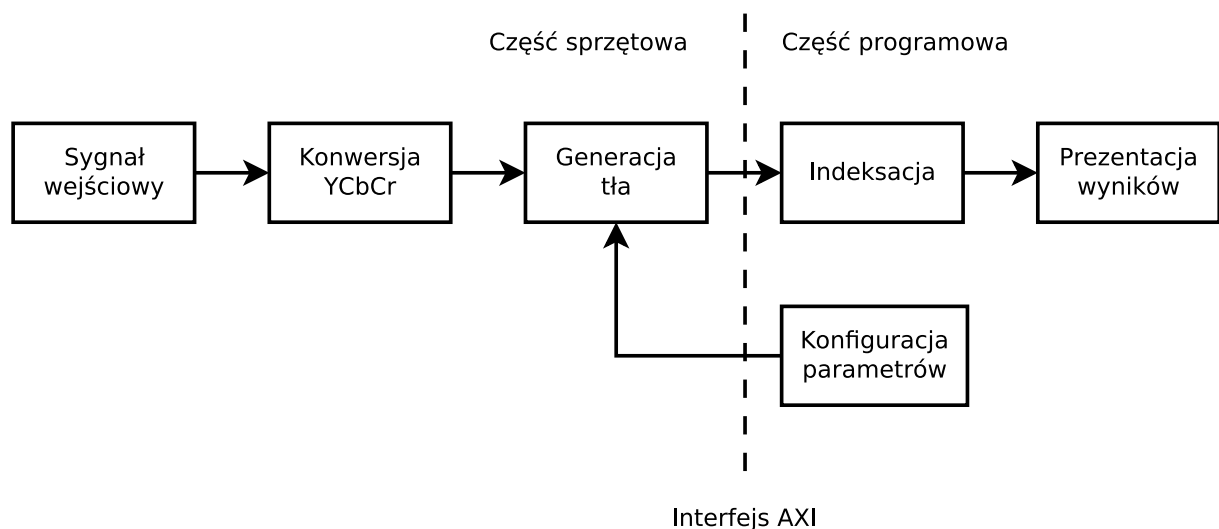 Część sprzętowa
Część programowa
Sygnał
wejściowy
Konwersja
YCbCr
Generacja
tła
Indeksacja
Prezentacja
wyników
Konfiguracja
parametrów
Interfejs AXI